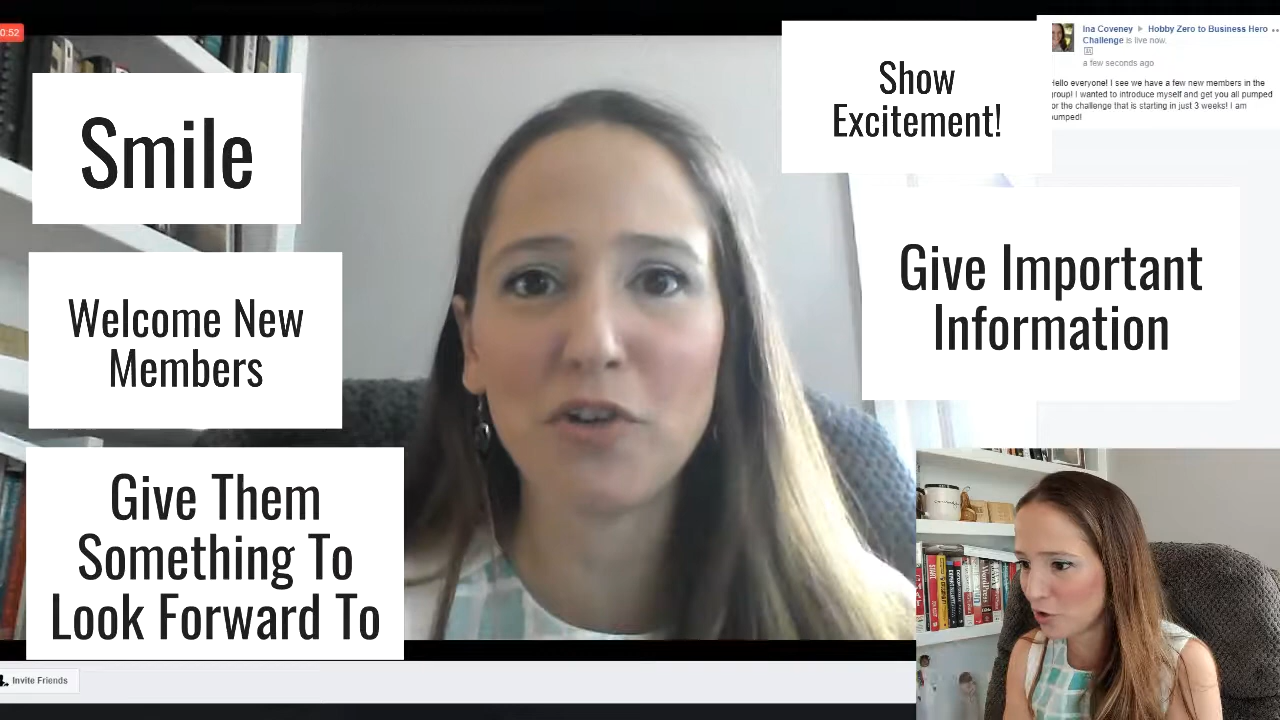 0:52
Smile
Welcome New
Members
Give Them
Something To
Look Forward To
Show
Excitement!
Give Important
Information
Ina Coveney ▶ Hobby Zero to Business Hero
Challenge is live now.
a few seconds ago
Hello everyone! I see we have a few new members in the
group! I wanted to introduce myself and get you all pumped
for the challenge that is starting in just 3 weeks! I am
pumped!
Invite Friends
START
WordPress